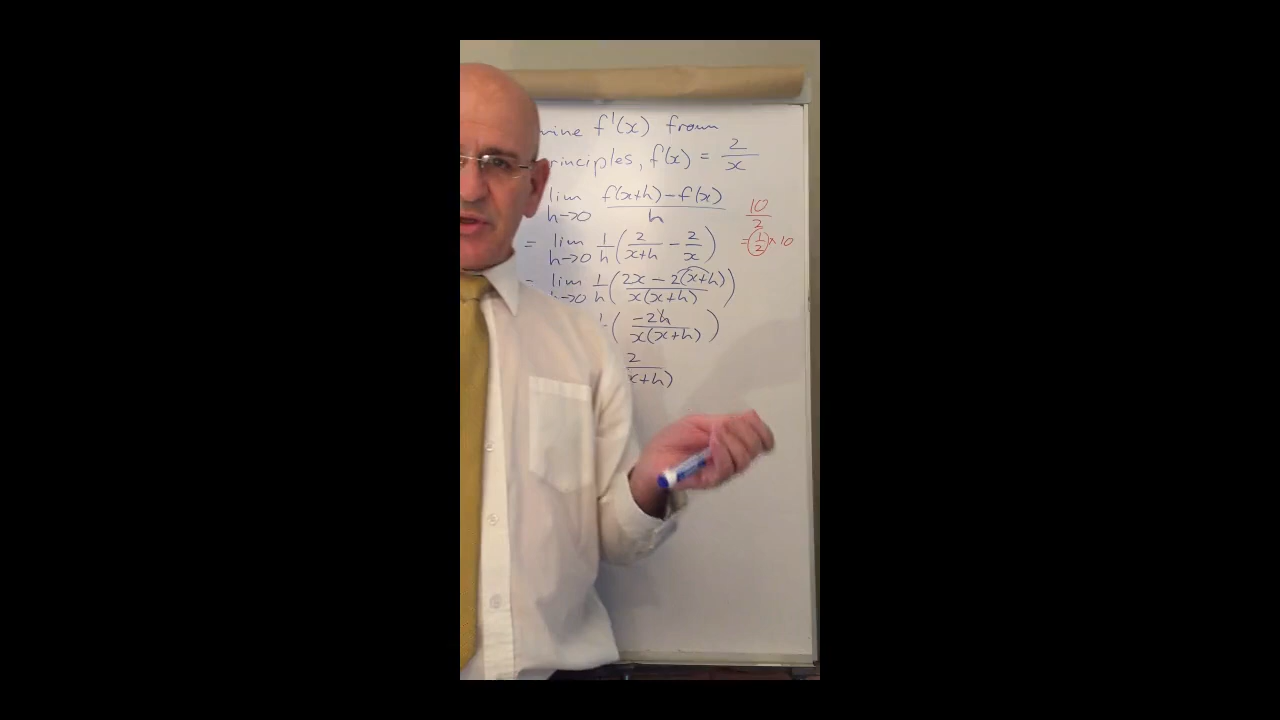 f'(x) from
principles, f(x) = 2/x
lim h→0 f(x+h) - f(x) / h
= lim h→0 1/h ( 2/x+h - 2/x )
= lim h→0 1/h ( 2x - 2(x+h) / x(x+h) )
( -2h / x(x+h) )
2 / x+h)
10/2
= 1/2 × 10